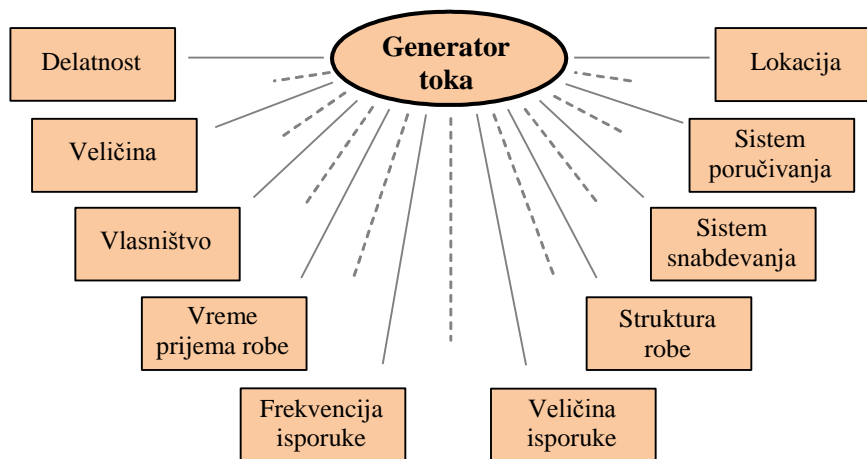 Generator
toka
Delatnost
Lokacija
Veličina
Sistem
poručivanja
Vlasništvo
Sistem
snabdevanja
Vreme
prijema robe
Struktura
robe
Frekvencija
isporuke
Veličina
isporuke